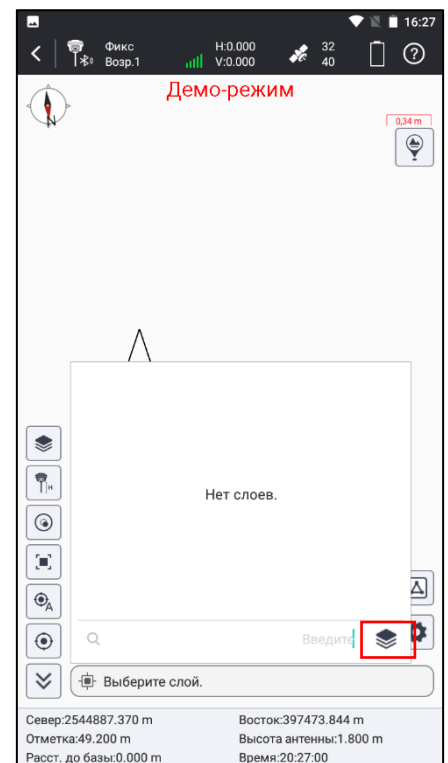 16:27
Фикс H:0.000 32
Возр.1 V:0.000 40
Демо-режим
N
0,34 m
Нет слоев.
H
A
Введите
Выберите слой.
Север:2544887.370 m Восток:397473.844 m
Отметка:49.200 m Высота антенны:1.800 m
Расст. до базы:0.000 m Время:20:27:00